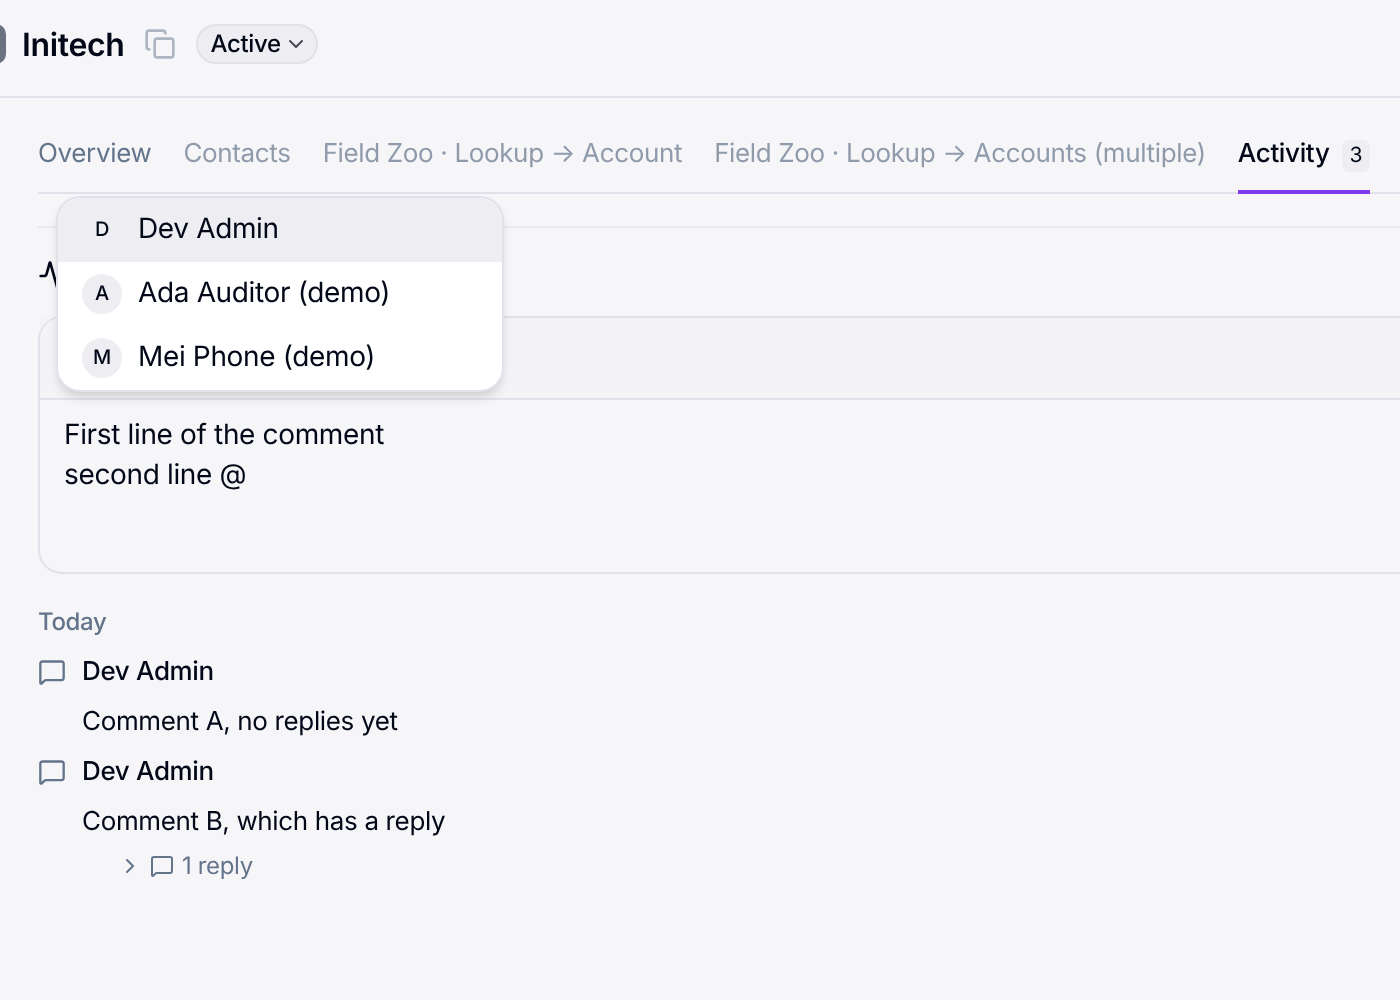 Initech Active
Overview Contacts Field Zoo · Lookup → Account Field Zoo · Lookup → Accounts (multiple) Activity 3
D Dev Admin
A Ada Auditor (demo)
M Mei Phone (demo)
First line of the comment
second line @
Today
Dev Admin
Comment A, no replies yet
Dev Admin
Comment B, which has a reply
1 reply